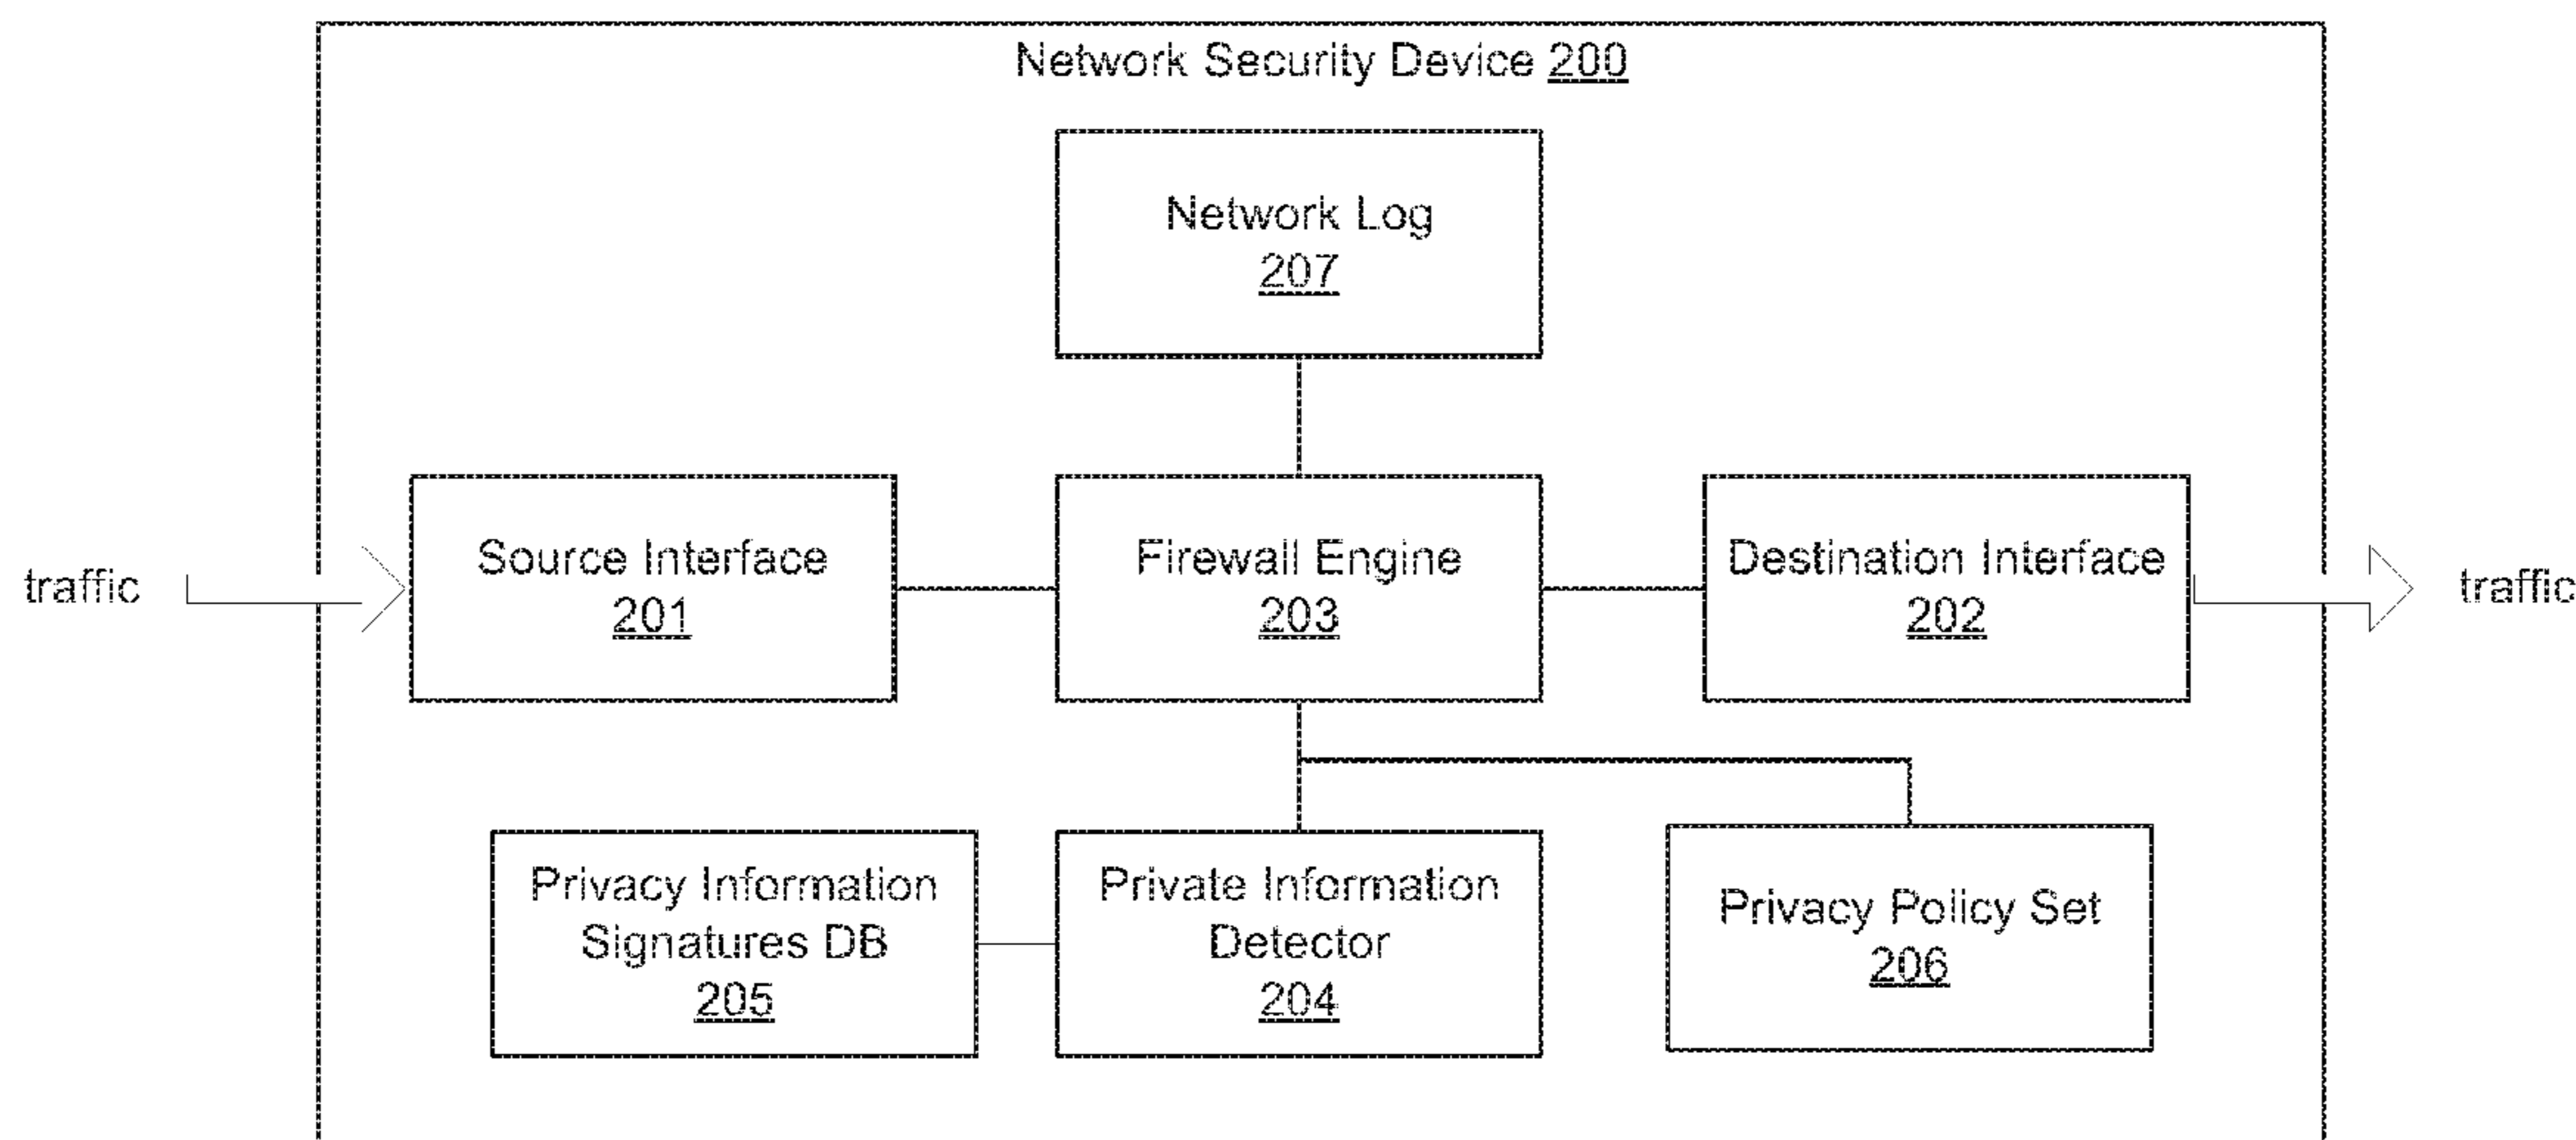 Network Security Device 200
Network Log
207
traffic
Source Interface
201
Firewall Engine
203
Destination Interface
202
traffic
Privacy Information
Signatures DB
205
Private Information
Detector
204
Privacy Policy Set
206